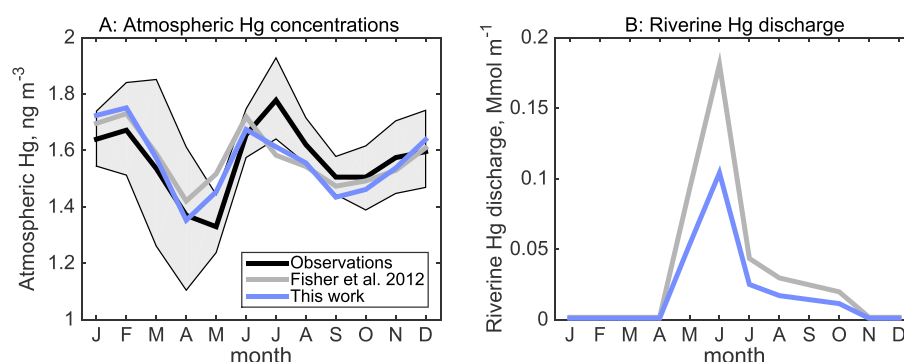 A: Atmospheric Hg concentrations
Atmospheric Hg, ng m⁻³
2
1.8
1.6
1.4
1.2
1
J F M A M J J A S O N D
month
Observations
Fisher et al. 2012
This work
B: Riverine Hg discharge
Riverine Hg discharge, Mmol m⁻¹
0.2
0.15
0.1
0.05
0
J F M A M J J A S O N D
month